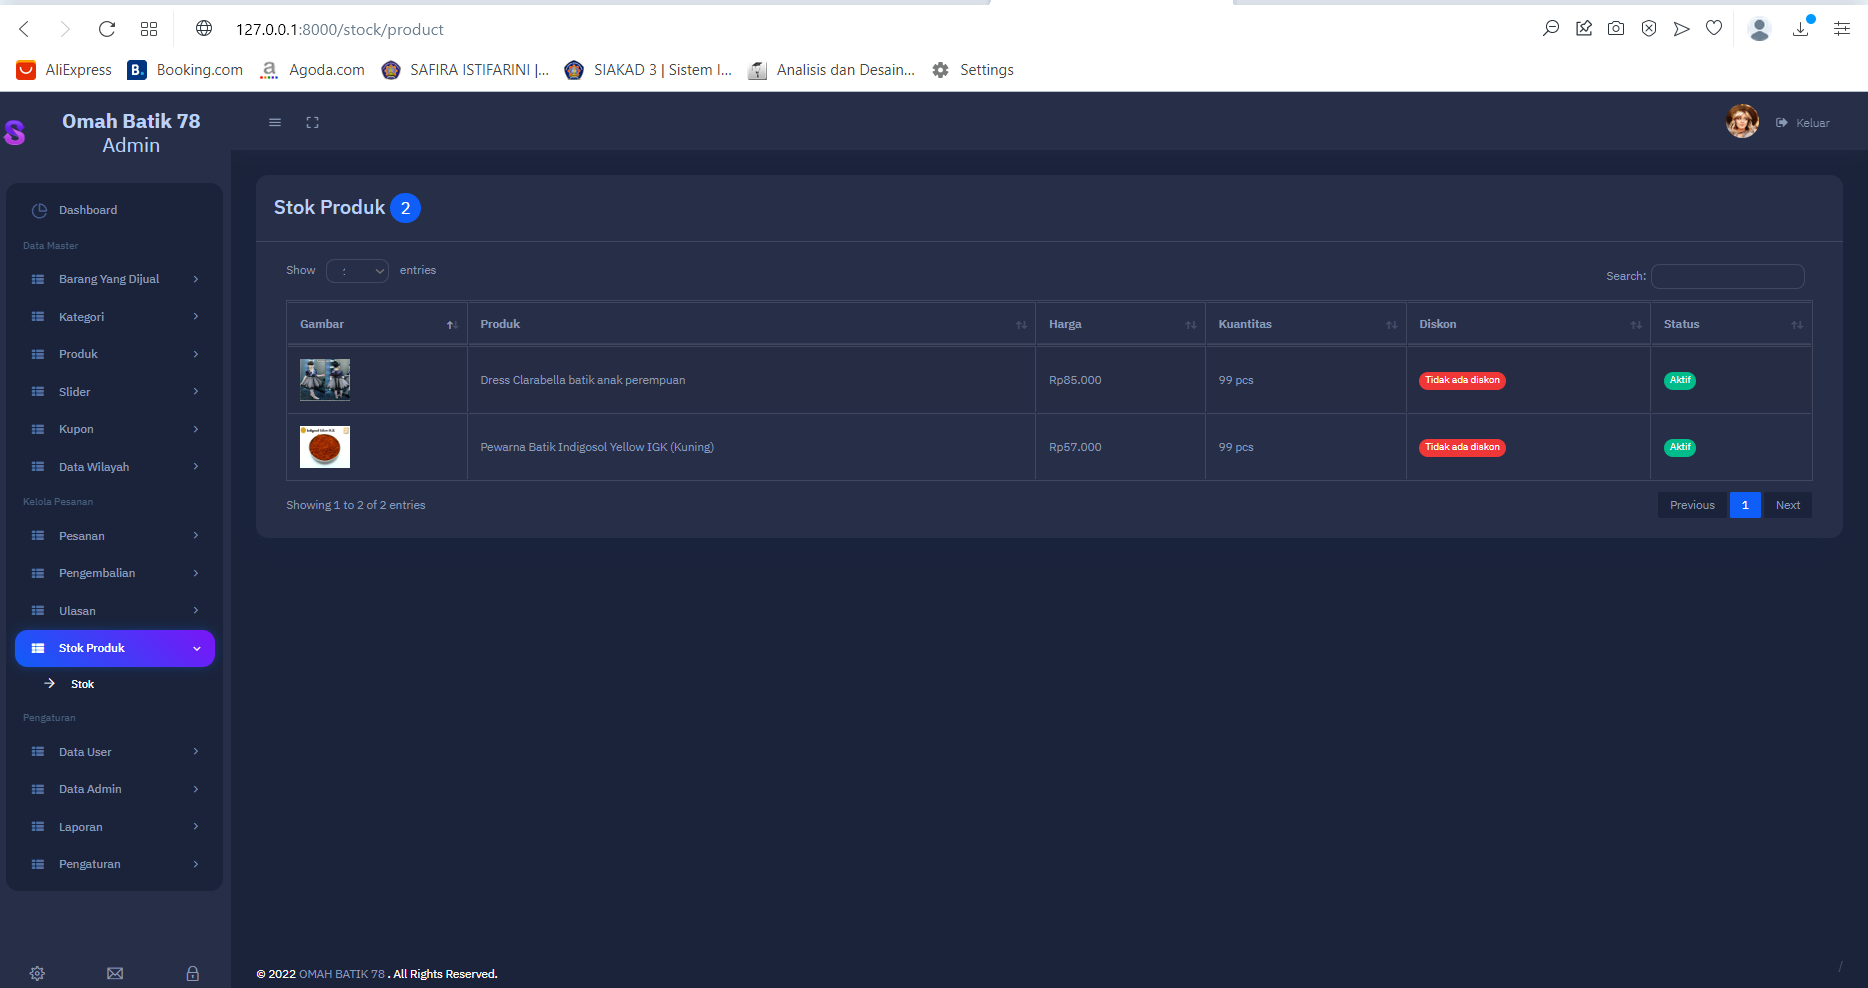 127.0.0.1:8000/stock/product
AliExpress
Booking.com
Agoda.com
SAFIRA ISTIFARINI |...
SIAKAD 3 | Sistem I...
Analisis dan Desain...
Settings
Omah Batik 78
Admin
Keluar
Dashboard
Data Master
Barang Yang Dijual
Kategori
Produk
Slider
Kupon
Data Wilayah
Kelola Pesanan
Pesanan
Pengembalian
Ulasan
Stok Produk
Stok
Pengaturan
Data User
Data Admin
Laporan
Pengaturan
Stok Produk 2
Show entries
Search:
Gambar Produk Harga Kuantitas Diskon Status
Dress Clarabella batik anak perempuan Rp85.000 99 pcs Tidak ada diskon Aktif
Pewarna Batik Indigosol Yellow IGK (Kuning) Rp57.000 99 pcs Tidak ada diskon Aktif
Showing 1 to 2 of 2 entries
Previous 1 Next
© 2022 OMAH BATIK 78 . All Rights Reserved.